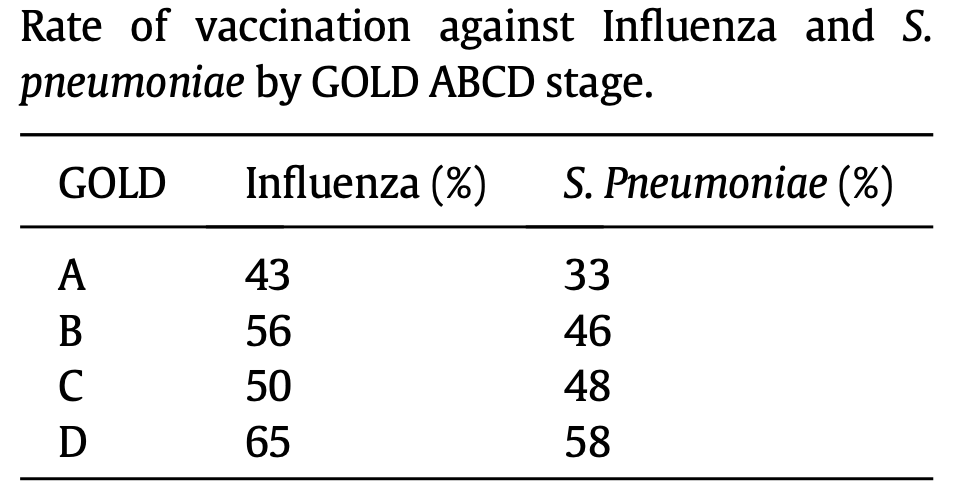 Rate of vaccination against Influenza and S.
pneumoniae by GOLD ABCD stage.
GOLD Influenza (%) S. Pneumoniae (%)
A 43 33
B 56 46
C 50 48
D 65 58